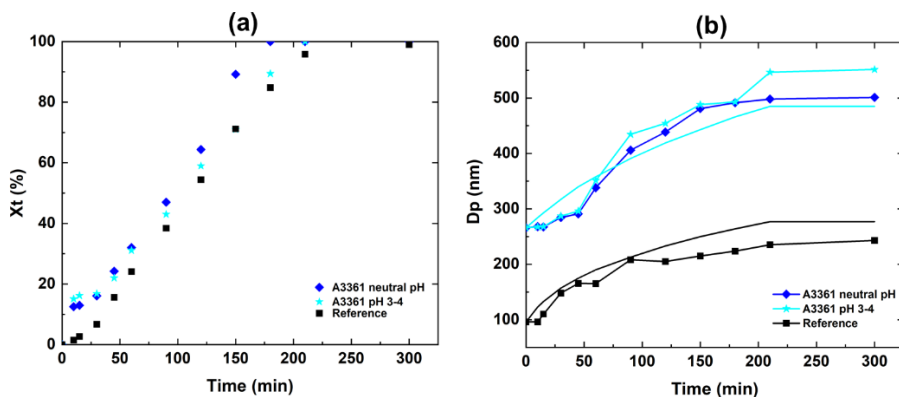 (a)
100
80
60
40
20
0
Xt (%)
A3361 neutral pH
A3361 pH 3-4
Reference
0
50
100
150
200
250
300
Time (min)
(b)
600
500
400
300
200
100
Dp (nm)
A3361 neutral pH
A3361 pH 3-4
Reference
0
50
100
150
200
250
300
Time (min)